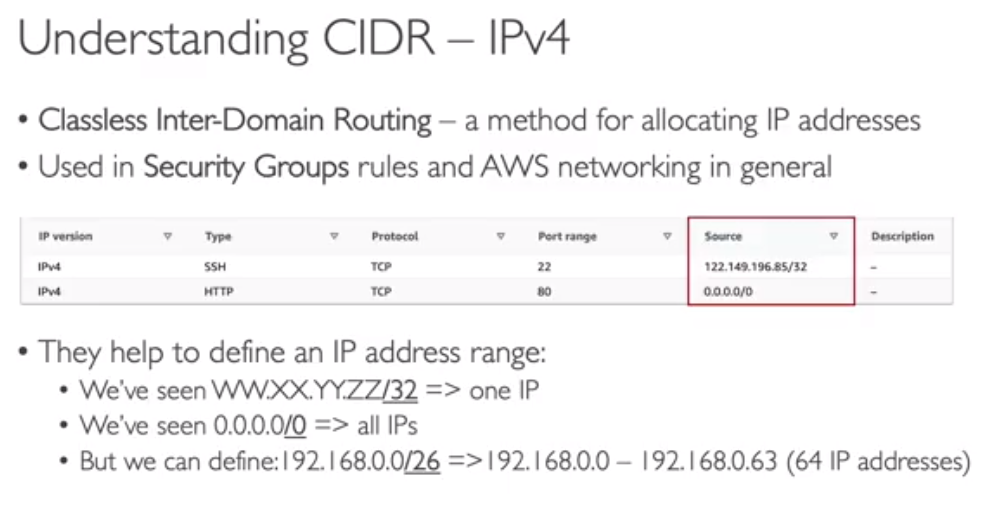 Understanding CIDR – IPv4
• Classless Inter-Domain Routing – a method for allocating IP addresses
• Used in Security Groups rules and AWS networking in general
IP version Type Protocol Port range Source Description
IPv4 SSH TCP 22 122.149.196.85/32 –
IPv4 HTTP TCP 80 0.0.0.0/0 –
• They help to define an IP address range:
• We've seen WW.XX.YY.ZZ/32 => one IP
• We've seen 0.0.0.0/0 => all IPs
• But we can define:192.168.0.0/26 =>192.168.0.0 – 192.168.0.63 (64 IP addresses)